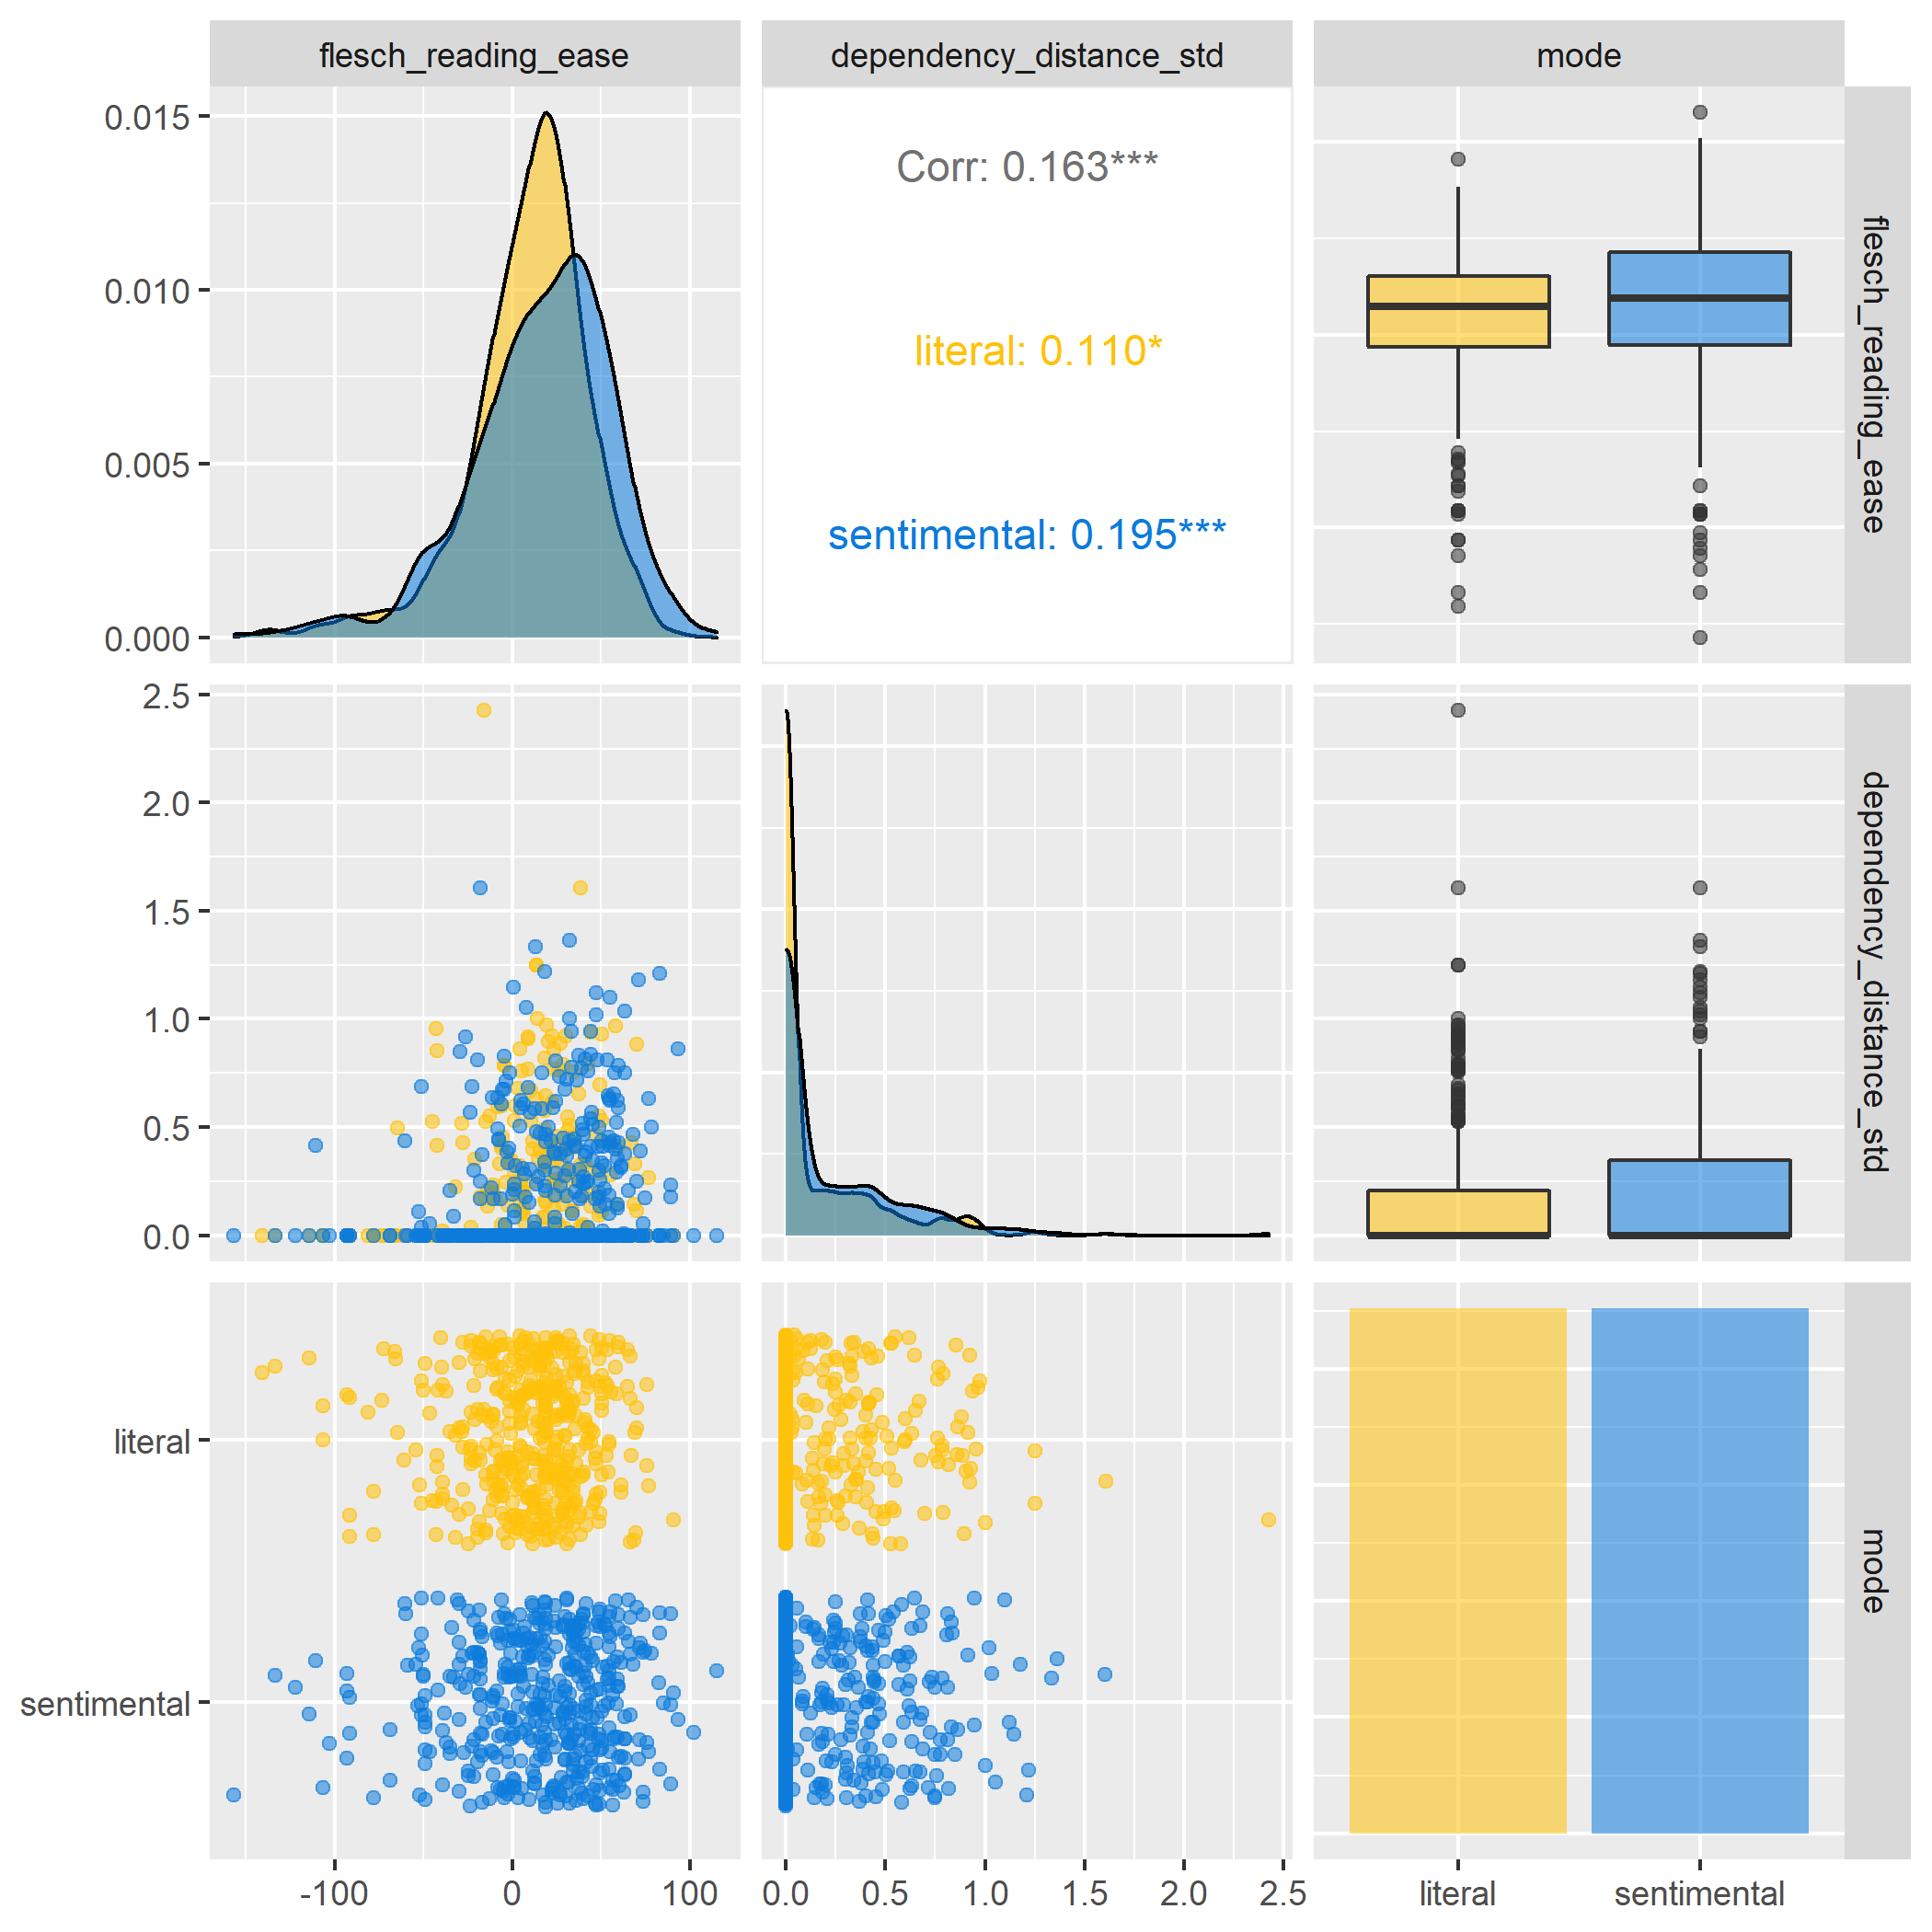 flesch_reading_ease
dependency_distance_std
mode
0.015
0.010
0.005
0.000
Corr: 0.163***
literal: 0.110*
sentimental: 0.195***
flesch_reading_ease
2.5
2.0
1.5
1.0
0.5
0.0
dependency_distance_std
literal
sentimental
mode
-100 0 100
0.0 0.5 1.0 1.5 2.0 2.5
literal sentimental